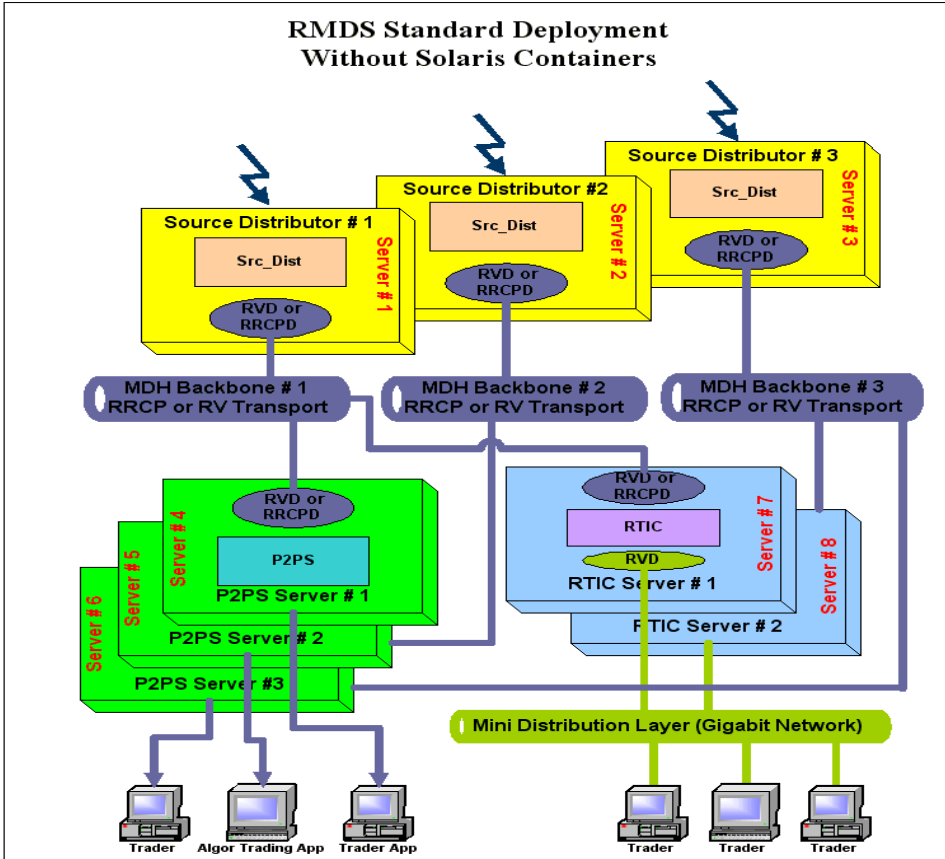 RMDS Standard Deployment
Without Solaris Containers
Source Distributor # 3
Src_Dist
Server # 3
RVD or
RRCPD
Source Distributor #2
Src_Dist
Server # 2
RVD or
RRCPD
Source Distributor # 1
Src_Dist
Server # 1
RVD or
RRCPD
MDH Backbone # 1
RRCP or RV Transport
MDH Backbone # 2
RRCP or RV Transport
MDH Backbone # 3
RRCP or RV Transport
RVD or
RRCPD
Server # 4
P2PS
P2PS Server # 1
Server # 5
P2PS Server # 2
Server # 6
P2PS Server #3
RVD or
RRCPD
Server # 7
RTIC
RVD
RTIC Server # 1
Server # 8
RTIC Server # 2
Mini Distribution Layer (Gigabit Network)
Trader
Algor Trading App
Trader App
Trader
Trader
Trader